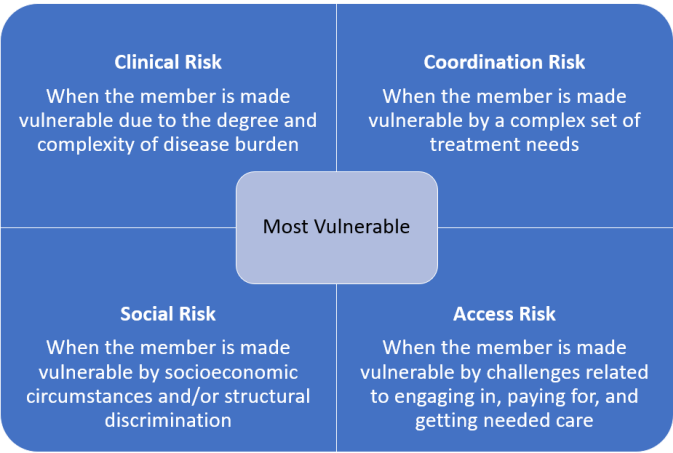 Clinical Risk
When the member is made
vulnerable due to the degree and
complexity of disease burden
Coordination Risk
When the member is made
vulnerable by a complex set of
treatment needs
Most Vulnerable
Social Risk
When the member is made
vulnerable by socioeconomic
circumstances and/or structural
discrimination
Access Risk
When the member is made
vulnerable by challenges related
to engaging in, paying for, and
getting needed care